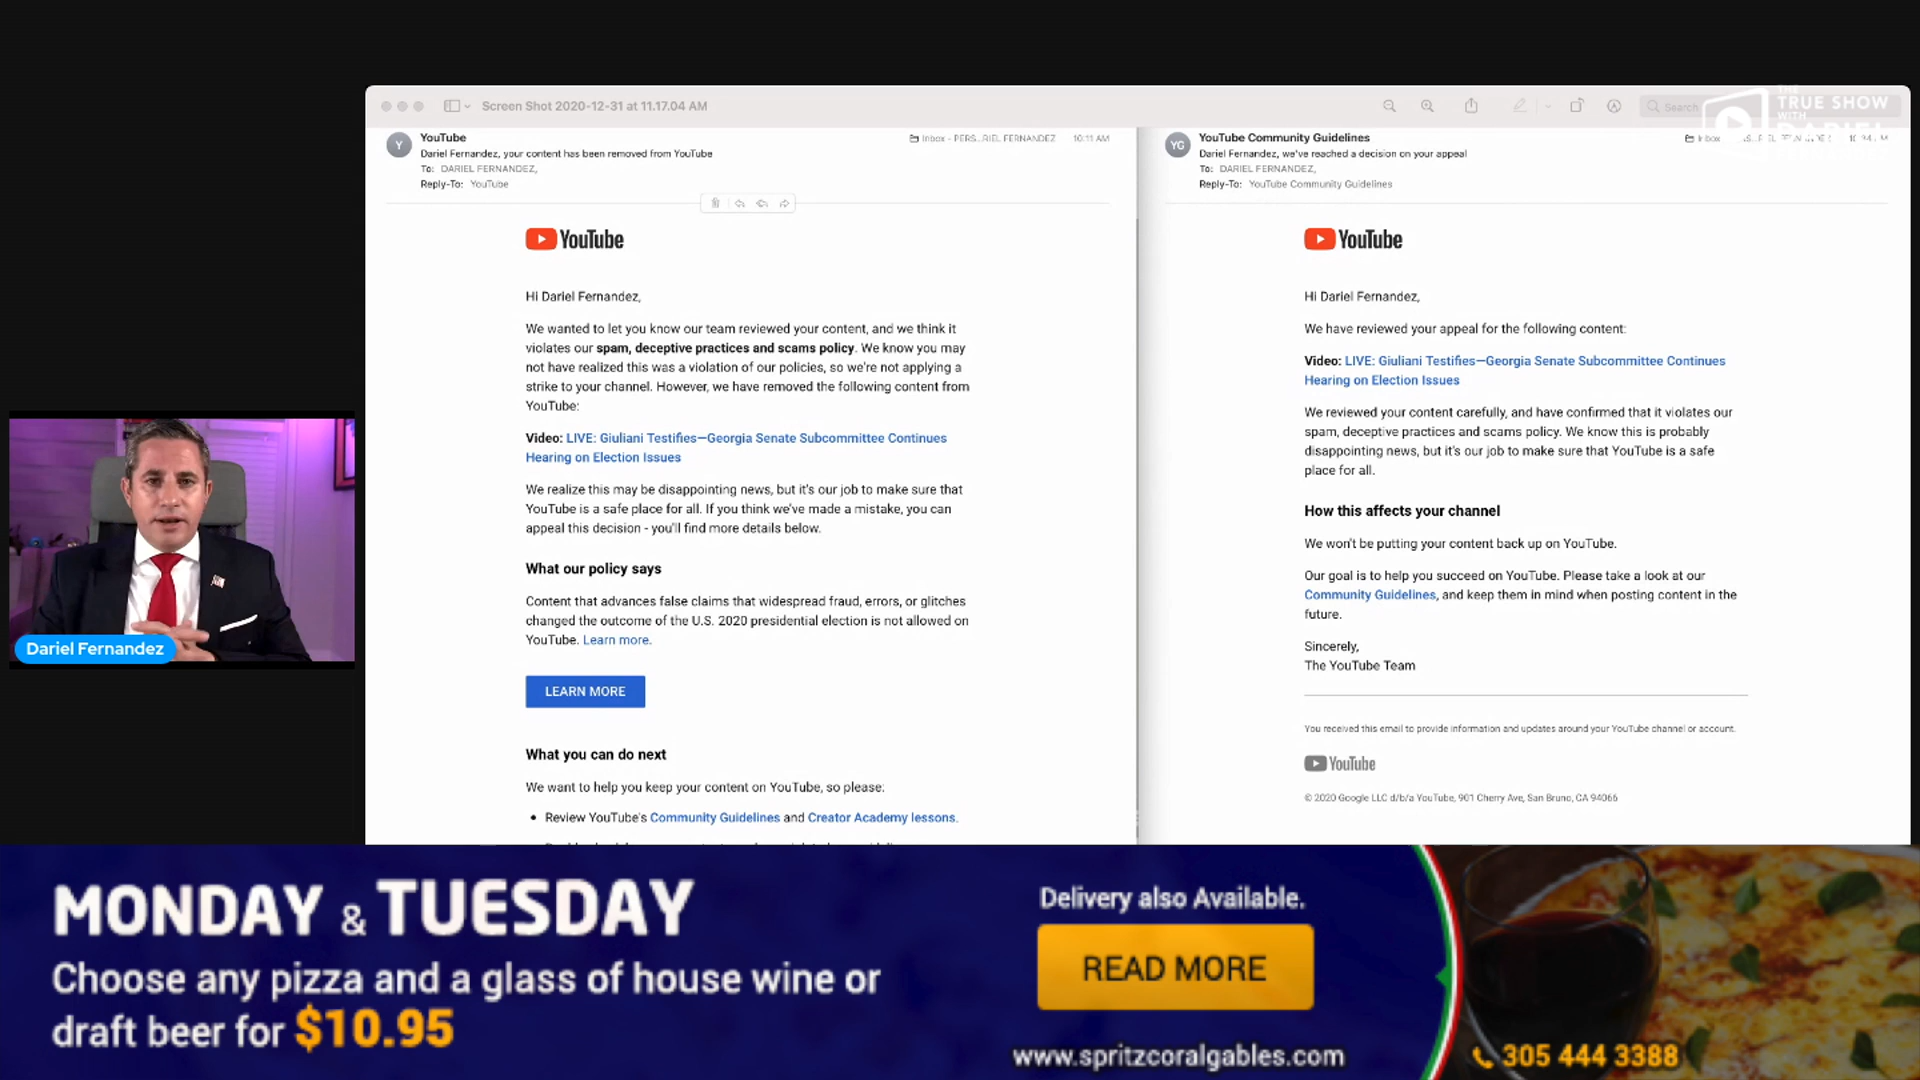 Screen Shot 2020-12-31 at 11.17.04 AM
Search
THE
TRUE SHOW
WITH
Y
YouTube
Inbox - PERS...RIEL FERNANDEZ
10:11 AM
Dariel Fernandez, your content has been removed from YouTube
To: DARIEL FERNANDEZ,
Reply-To: YouTube
YouTube
Hi Dariel Fernandez,
We wanted to let you know our team reviewed your content, and we think it
violates our spam, deceptive practices and scams policy. We know you may
not have realized this was a violation of our policies, so we're not applying a
strike to your channel. However, we have removed the following content from
YouTube:
Video: LIVE: Giuliani Testifies—Georgia Senate Subcommittee Continues
Hearing on Election Issues
We realize this may be disappointing news, but it's our job to make sure that
YouTube is a safe place for all. If you think we've made a mistake, you can
appeal this decision - you'll find more details below.
What our policy says
Content that advances false claims that widespread fraud, errors, or glitches
changed the outcome of the U.S. 2020 presidential election is not allowed on
YouTube. Learn more.
LEARN MORE
What you can do next
We want to help you keep your content on YouTube, so please:
• Review YouTube's Community Guidelines and Creator Academy lessons.
YG
YouTube Community Guidelines
Inbox
Dariel Fernandez, we've reached a decision on your appeal
To: DARIEL FERNANDEZ,
Reply-To: YouTube Community Guidelines
YouTube
Hi Dariel Fernandez,
We have reviewed your appeal for the following content:
Video: LIVE: Giuliani Testifies—Georgia Senate Subcommittee Continues
Hearing on Election Issues
We reviewed your content carefully, and have confirmed that it violates our
spam, deceptive practices and scams policy. We know this is probably
disappointing news, but it's our job to make sure that YouTube is a safe
place for all.
How this affects your channel
We won't be putting your content back up on YouTube.
Our goal is to help you succeed on YouTube. Please take a look at our
Community Guidelines, and keep them in mind when posting content in the
future.
Sincerely,
The YouTube Team
You received this email to provide information and updates around your YouTube channel or account.
YouTube
© 2020 Google LLC d/b/a YouTube, 901 Cherry Ave, San Bruno, CA 94066
Dariel Fernandez
MONDAY & TUESDAY
Choose any pizza and a glass of house wine or
draft beer for $10.95
Delivery also Available.
READ MORE
www.spritzcoralgables.com
305 444 3388